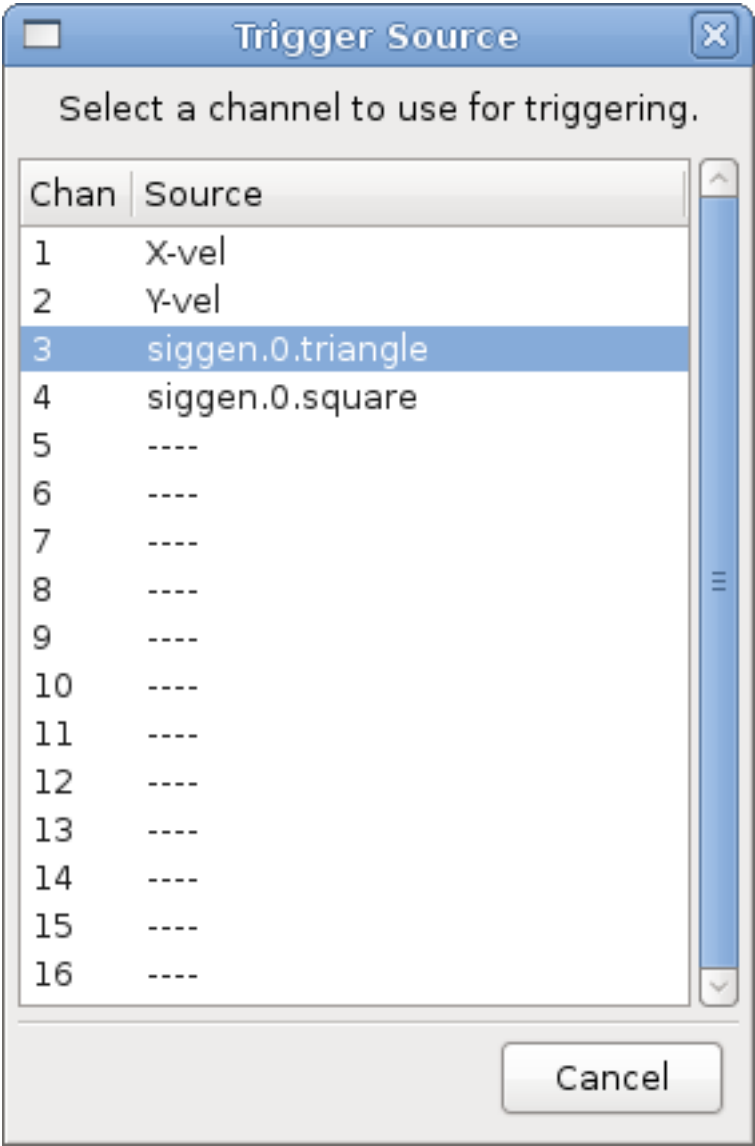 Trigger Source
Select a channel to use for triggering.
Chan Source
1 X-vel
2 Y-vel
3 siggen.0.triangle
4 siggen.0.square
5 ----
6 ----
7 ----
8 ----
9 ----
10 ----
11 ----
12 ----
13 ----
14 ----
15 ----
16 ----
Cancel